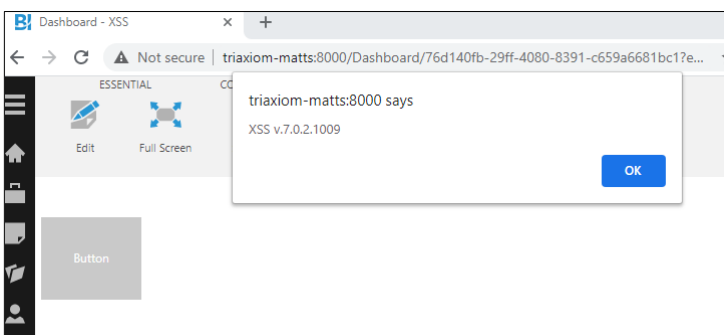 Dashboard - XSS
Not secure | triaxiom-matts:8000/Dashboard/76d140fb-29ff-4080-8391-c659a6681bc1?e...
ESSENTIAL
CO
triaxiom-matts:8000 says
XSS v.7.0.2.1009
OK
Edit
Full Screen
Button